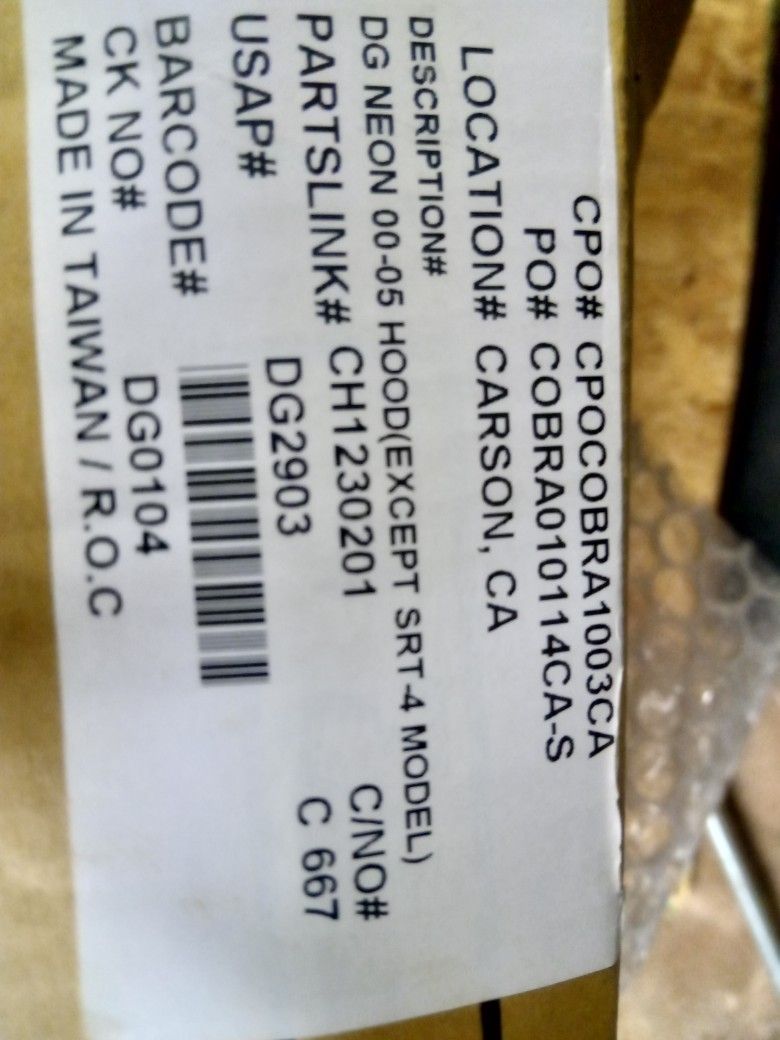 CPO# CPOCOBRA1003CA
PO# COBRA010114CA-S
LOCATION# CARSON, CA
DESCRIPTION#
DG NEON 00-05 HOOD(EXCEPT SRT-4 MODEL)
PARTSLINK# CH1230201 C/NO#
C 667
USAP# DG2903
BARCODE#
CK NO# DG0104
MADE IN TAIWAN / R.O.C